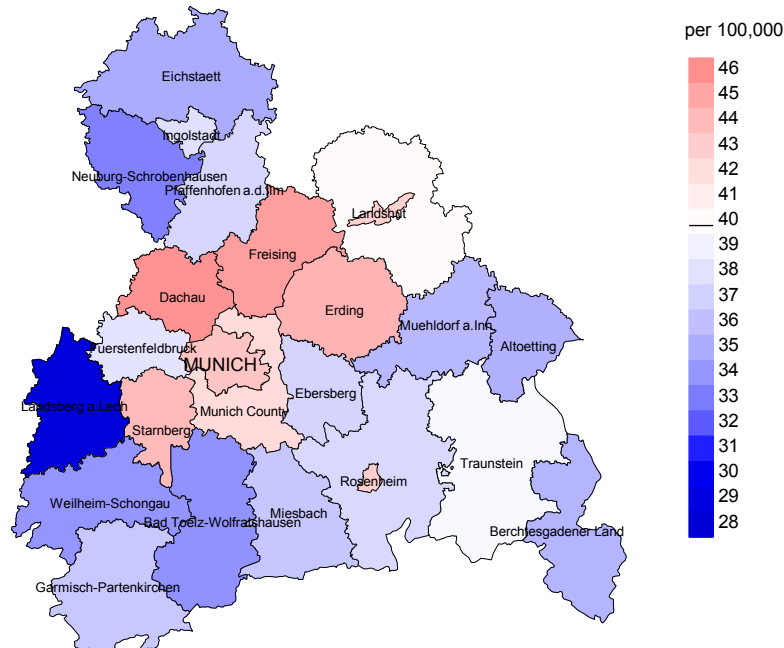 per 100,000
46
45
44
43
42
41
40
39
38
37
36
35
34
33
32
31
30
29
28
Eichstaett
Ingolstadt
Neuburg-Schrobenhausen
Pfaffenhofen a.d.Ilm
Landshut
Freising
Dachau
Erding
Muehldorf a.Inn
Altoetting
Fuerstenfeldbruck
MUNICH
Ebersberg
Landsberg a.Lech
Munich County
Starnberg
Traunstein
Rosenheim
Weilheim-Schongau
Miesbach
Bad Toelz-Wolfratshausen
Berchtesgadener Land
Garmisch-Partenkirchen